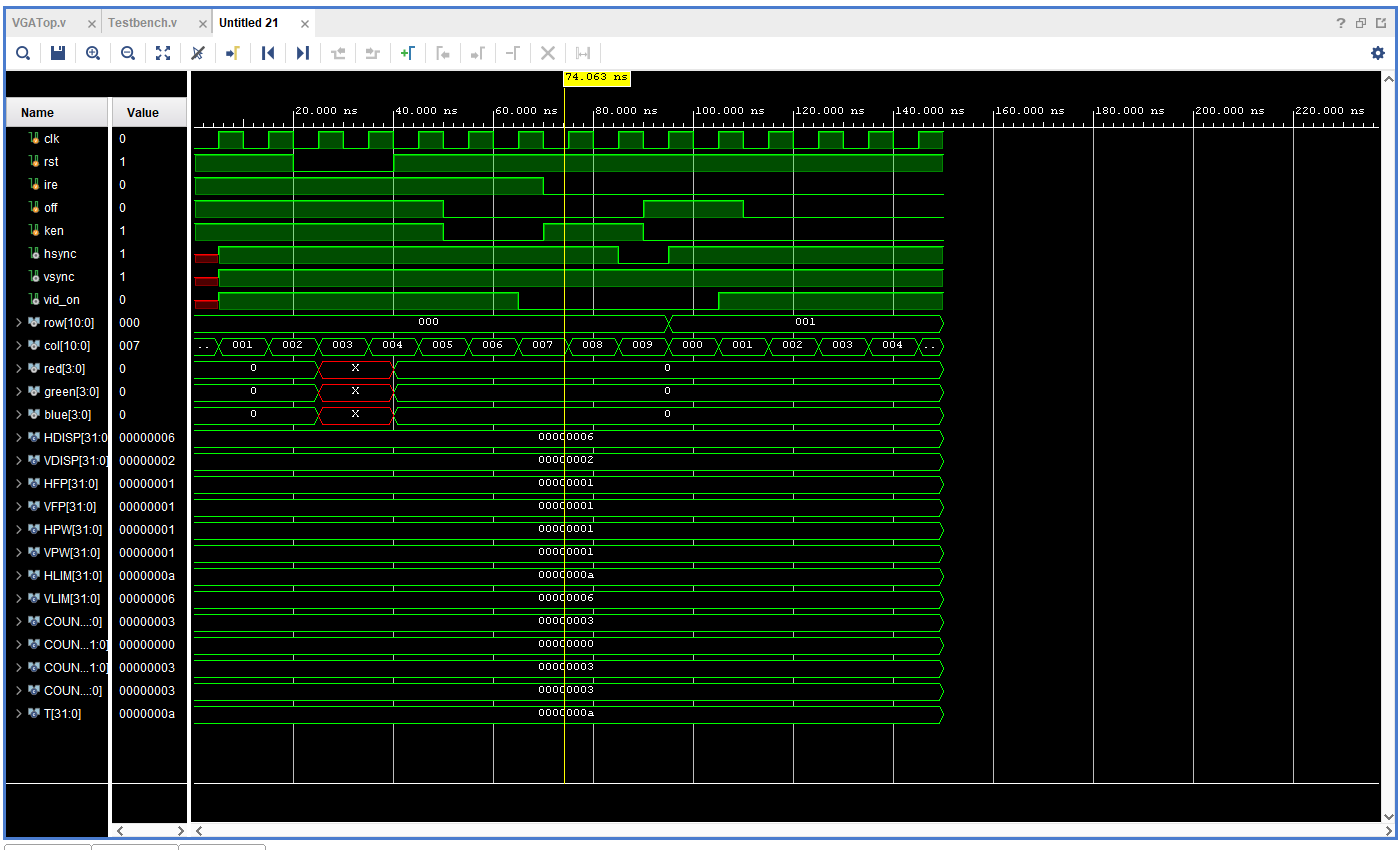 VGATop.v × Testbench.v × Untitled 21 × ?
74.063 ns
20.000 ns 40.000 ns 60.000 ns 80.000 ns 100.000 ns 120.000 ns 140.000 ns 160.000 ns 180.000 ns 200.000 ns 220.000 ns
Name Value
clk 0
rst 1
ire 0
off 0
ken 1
hsync 1
vsync 1
vid_on 0
row[10:0] 000 000 001
col[10:0] 007 .. 001 002 003 004 005 006 007 008 009 000 001 002 003 004 ..
red[3:0] 0 0 X 0
green[3:0] 0 0 X 0
blue[3:0] 0 0 X 0
HDISP[31:0 00000006 00000006
VDISP[31:0] 00000002 00000002
HFP[31:0] 00000001 00000001
VFP[31:0] 00000001 00000001
HPW[31:0] 00000001 00000001
VPW[31:0] 00000001 00000001
HLIM[31:0] 0000000a 0000000a
VLIM[31:0] 00000006 00000006
COUN...:0] 00000003 00000003
COUN...1:0] 00000000 00000000
COUN...1:0] 00000003 00000003
COUN...:0] 00000003 00000003
T[31:0] 0000000a 0000000a